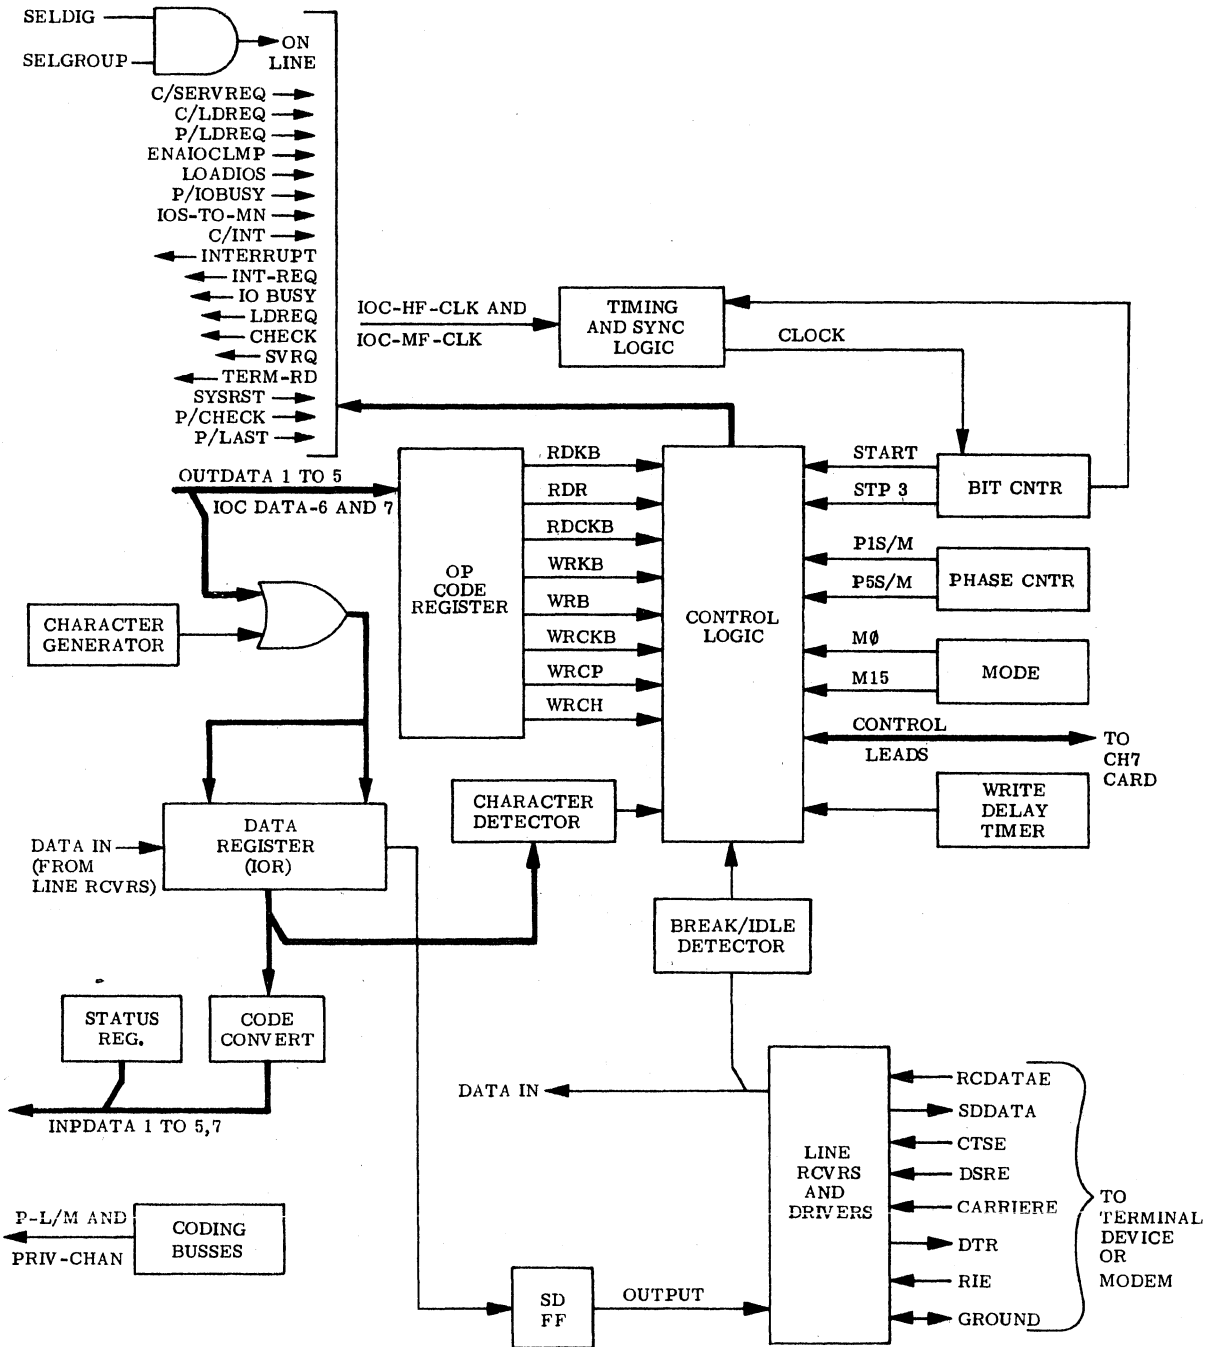 SELDIG
SELGROUP
ON
LINE
C/SERVREQ
C/LDREQ
P/LDREQ
ENAIOCLMP
LOADIOS
P/IOBUSY
IOS-TO-MN
C/INT
INTERRUPT
INT-REQ
IO BUSY
LDREQ
CHECK
SVRQ
TERM-RD
SYSRST
P/CHECK
P/LAST
IOC-HF-CLK AND
IOC-MF-CLK
TIMING
AND SYNC
LOGIC
CLOCK
OUTDATA 1 TO 5
IOC DATA-6 AND 7
OP
CODE
REGISTER
RDKB
RDR
RDCKB
WRKB
WRB
WRCKB
WRCP
WRCH
CONTROL
LOGIC
START
STP 3
BIT CNTR
P1S/M
P5S/M
PHASE CNTR
MØ
M15
MODE
CONTROL
LEADS
TO
CH7
CARD
WRITE
DELAY
TIMER
CHARACTER
GENERATOR
CHARACTER
DETECTOR
DATA IN
(FROM
LINE RCVRS)
DATA
REGISTER
(IOR)
BREAK/IDLE
DETECTOR
STATUS
REG.
CODE
CONVERT
INPDATA 1 TO 5,7
DATA IN
LINE
RCVRS
AND
DRIVERS
RCDATAE
SDDATA
CTSE
DSRE
CARRIERE
DTR
RIE
GROUND
TO
TERMINAL
DEVICE
OR
MODEM
P-L/M AND
PRIV-CHAN
CODING
BUSSES
SD
FF
OUTPUT